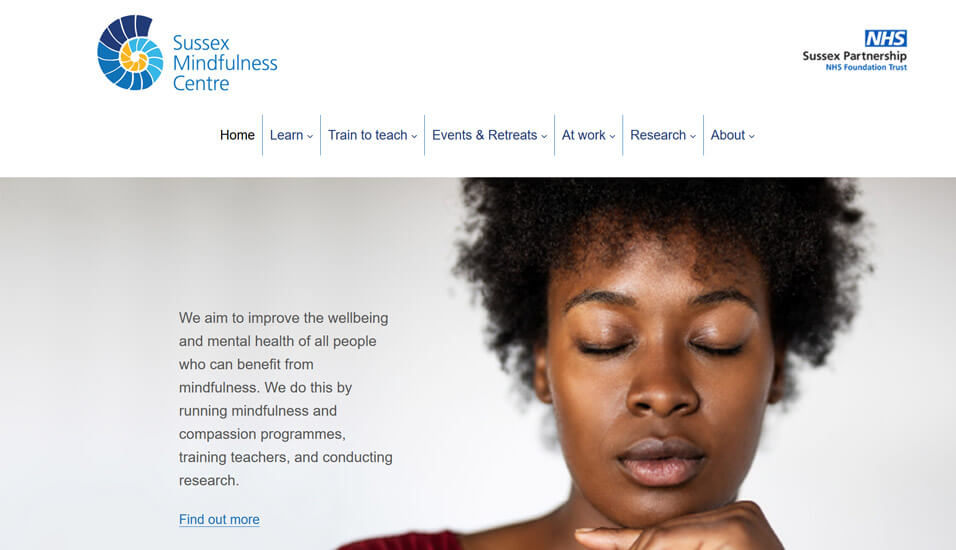 Sussex
Mindfulness
Centre
NHS
Sussex Partnership
NHS Foundation Trust
Home Learn Train to teach Events & Retreats At work Research About
We aim to improve the wellbeing
and mental health of all people
who can benefit from
mindfulness. We do this by
running mindfulness and
compassion programmes,
training teachers, and conducting
research.
Find out more